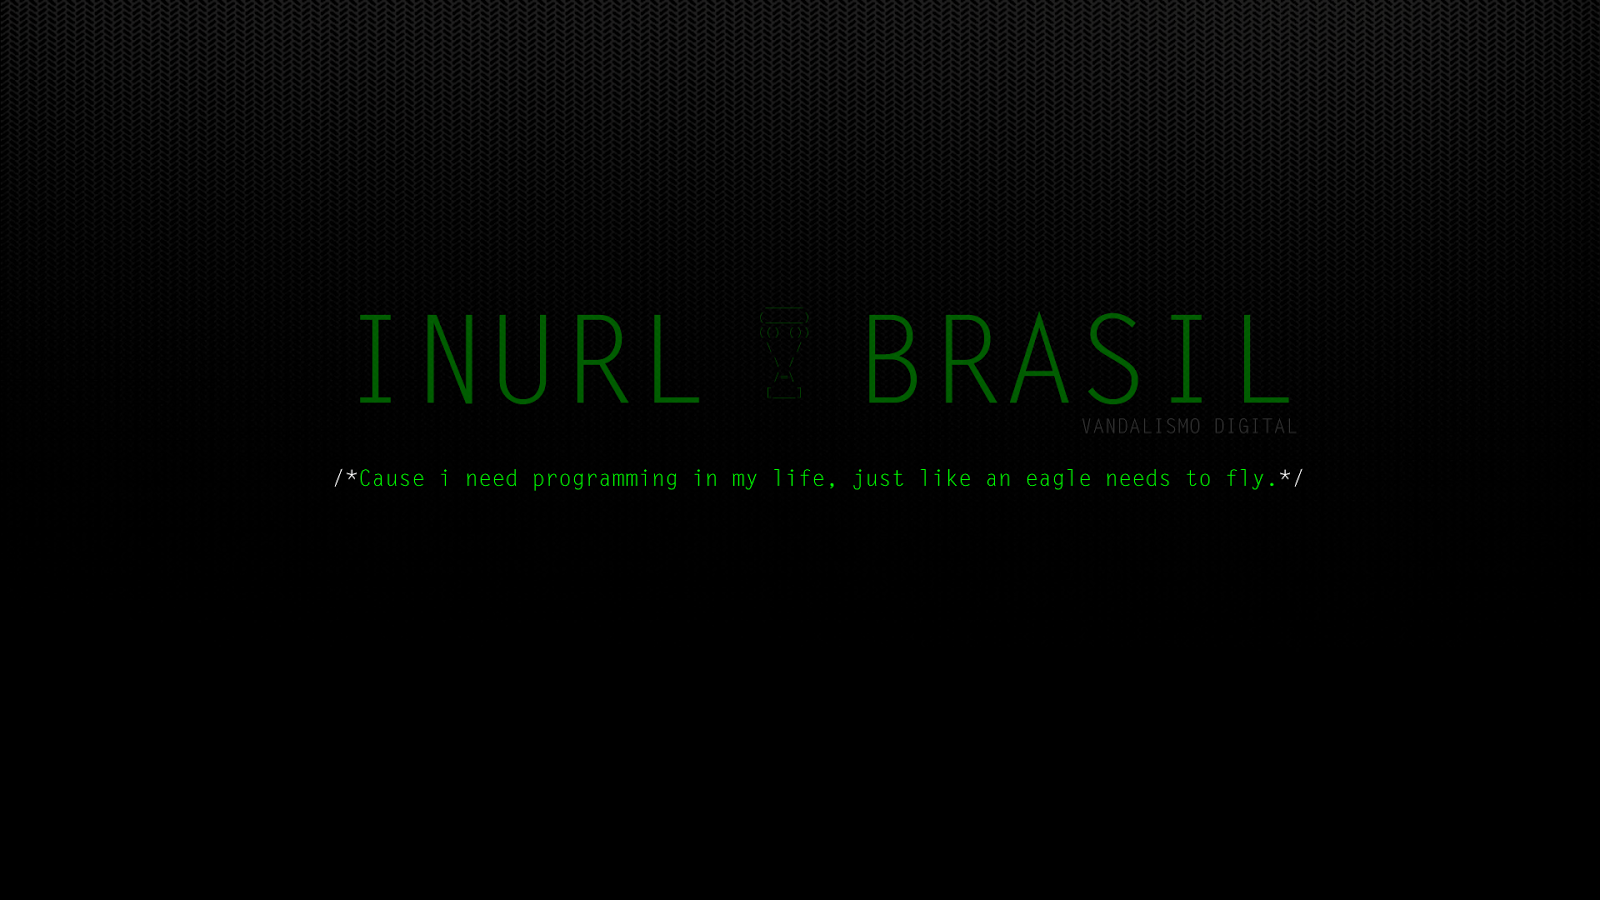 INURL BRASIL
VANDALISMO DIGITAL
/*Cause i need programming in my life, just like an eagle needs to fly.*/